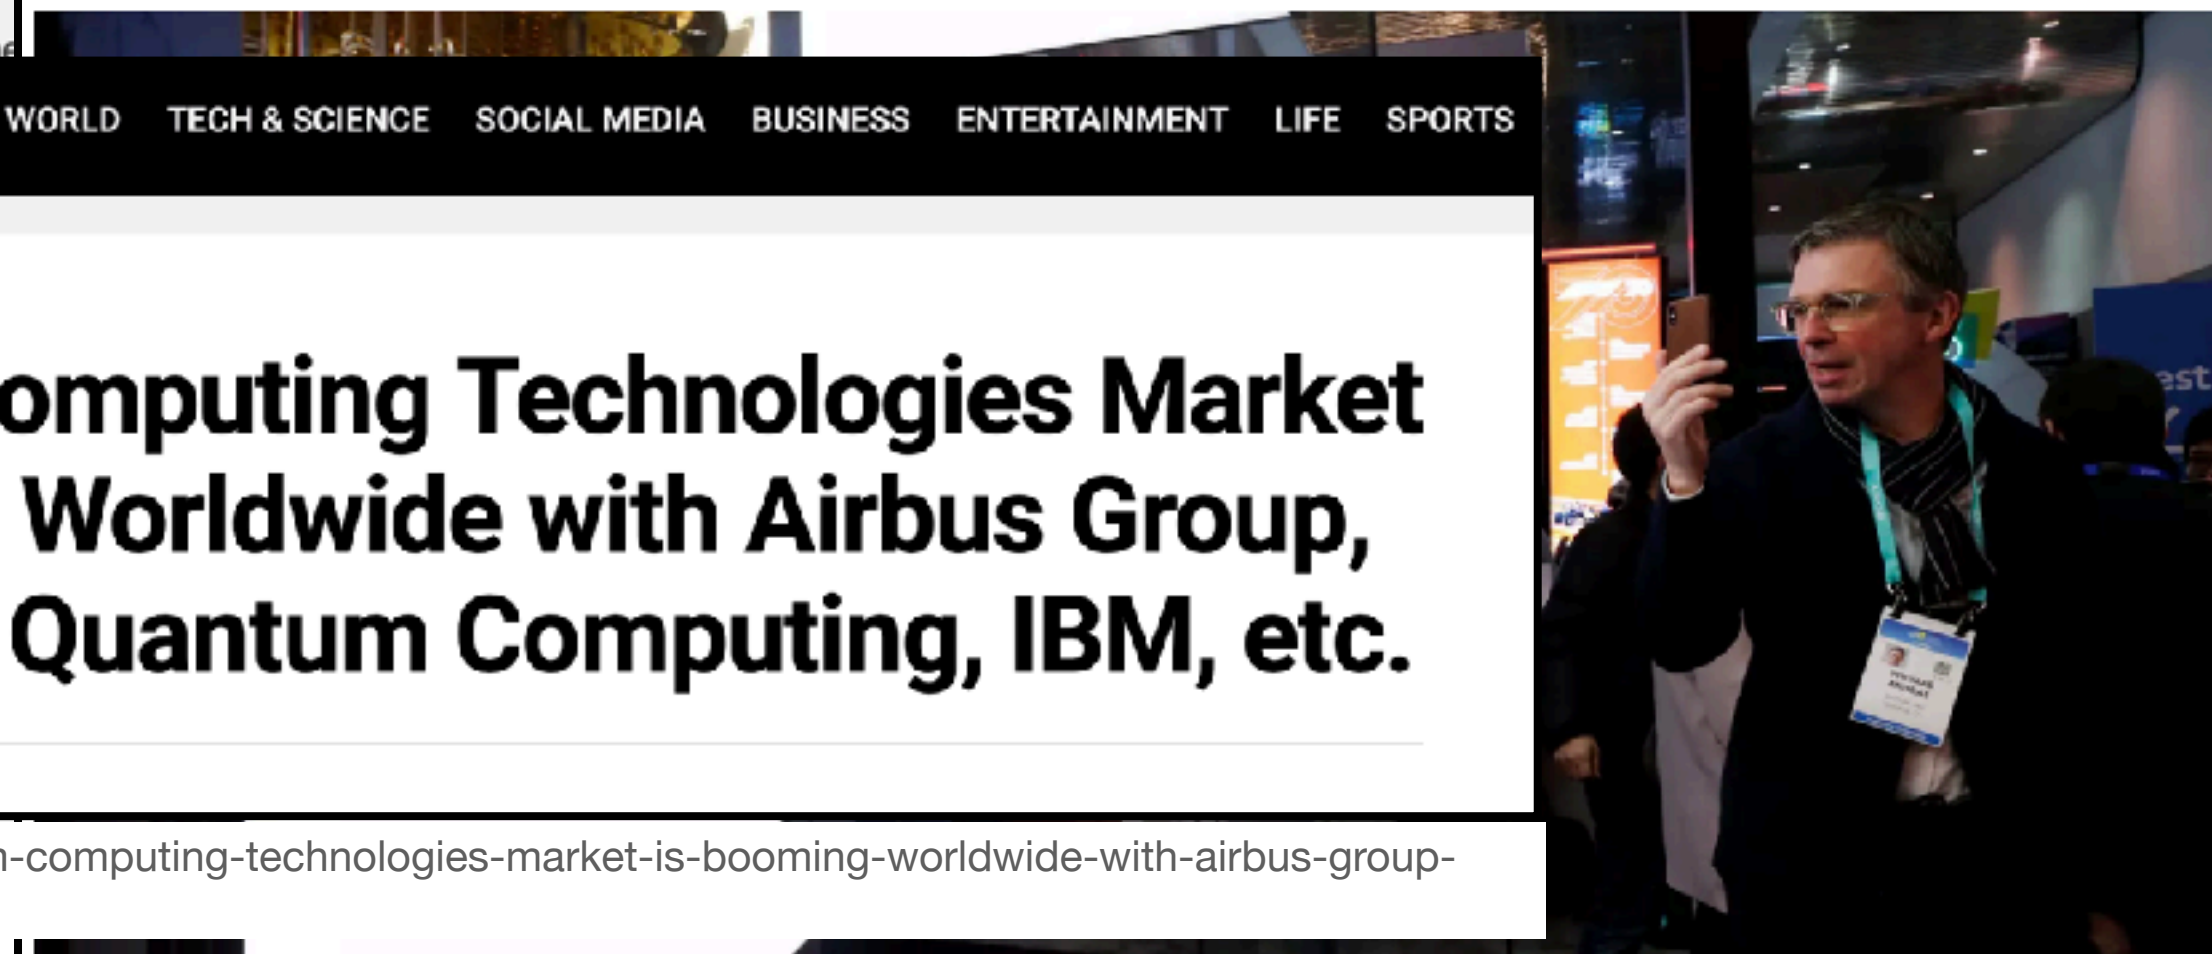 WORLD TECH & SCIENCE SOCIAL MEDIA BUSINESS ENTERTAINMENT LIFE SPORTS
omputing Technologies Market
Worldwide with Airbus Group,
Quantum Computing, IBM, etc.
-computing-technologies-market-is-booming-worldwide-with-airbus-group-
est